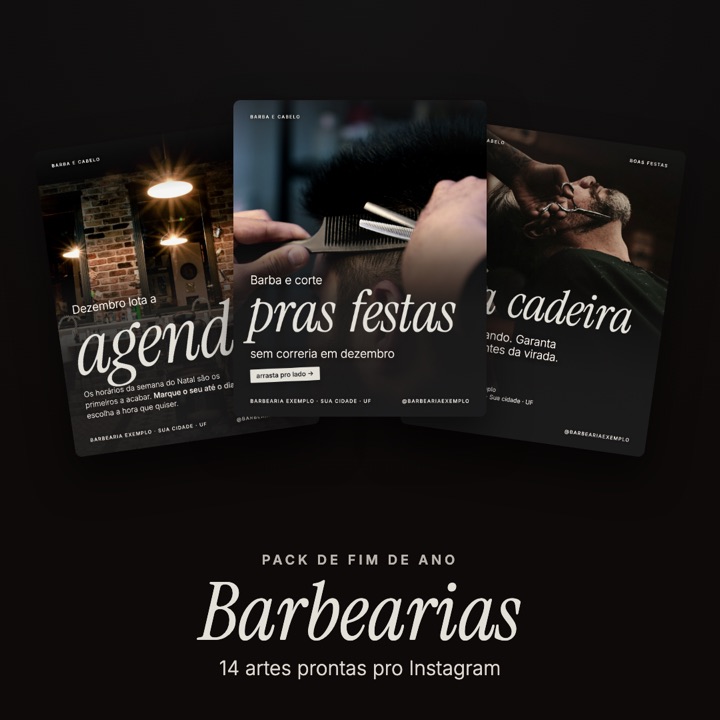 BARBA E CABELO
Dezembro lota a
agend
Os horários da semana do Natal são os
primeiros a acabar. Marque o seu até o dia
escolha a hora que quiser.
BARBEARIA EXEMPLO · SUA CIDADE · UF
BARBA E CABELO
Barba e corte
pras festas
sem correria em dezembro
arrasta pro lado →
BARBEARIA EXEMPLO · SUA CIDADE · UF
@BARBEARIAEXEMPLO
BOAS FESTAS
a cadeira
ando. Garanta
ntes da virada.
Sua cidade · UF
@BARBEARIAEXEMPLO
PACK DE FIM DE ANO
Barbearias
14 artes prontas pro Instagram